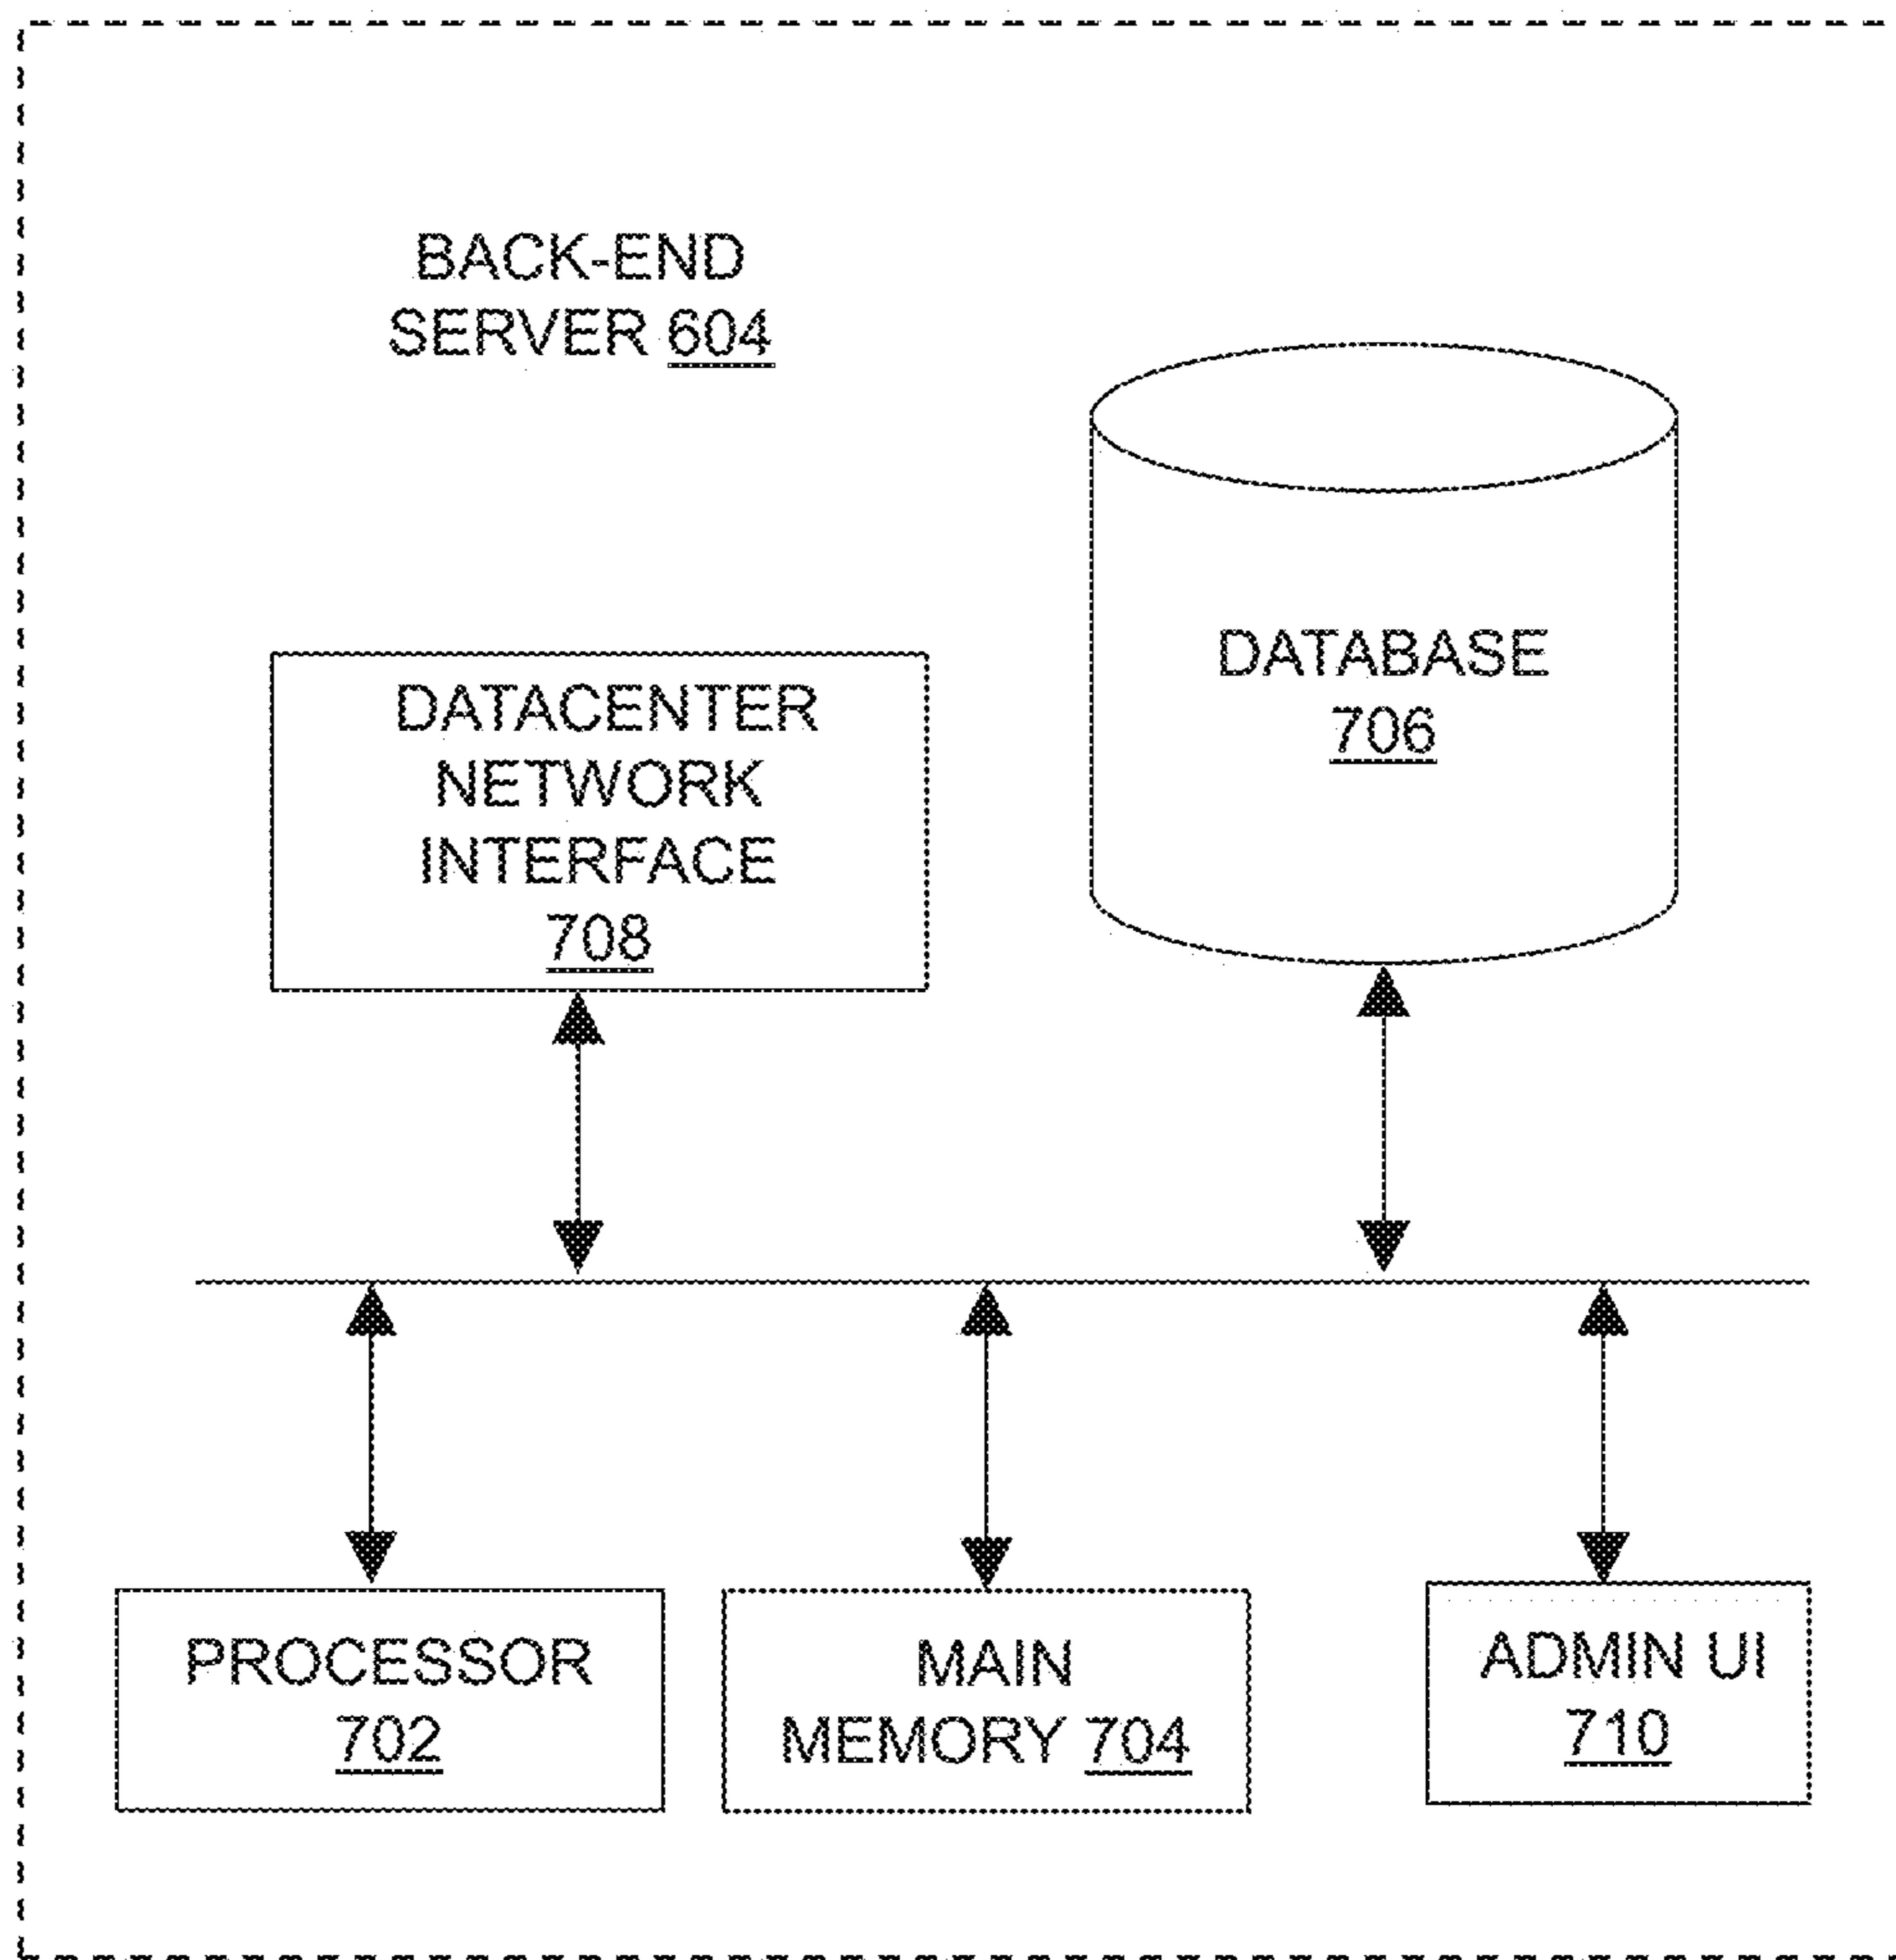 BACK-END
SERVER 604
DATABASE
706
DATACENTER
NETWORK
INTERFACE
708
PROCESSOR
702
MAIN
MEMORY 704
ADMIN UI
710